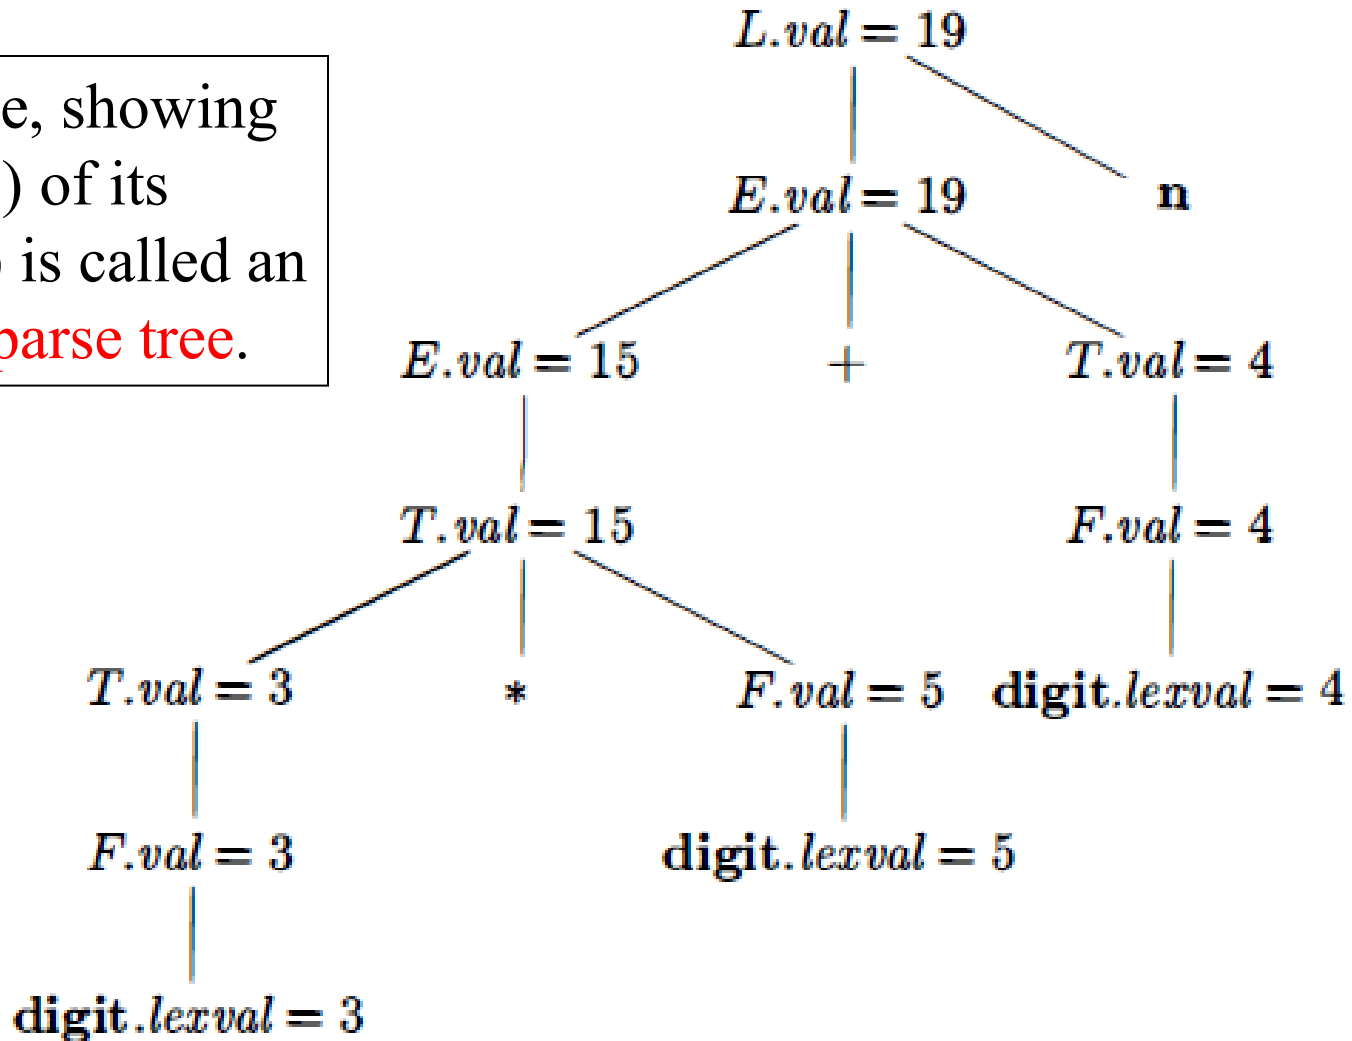 e, showing
) of its
is called an
parse tree.
L.val = 19
E.val = 19 n
E.val = 15 + T.val = 4
T.val = 15 F.val = 4
T.val = 3 * F.val = 5 digit.lexval = 4
F.val = 3 digit.lexval = 5
digit.lexval = 3